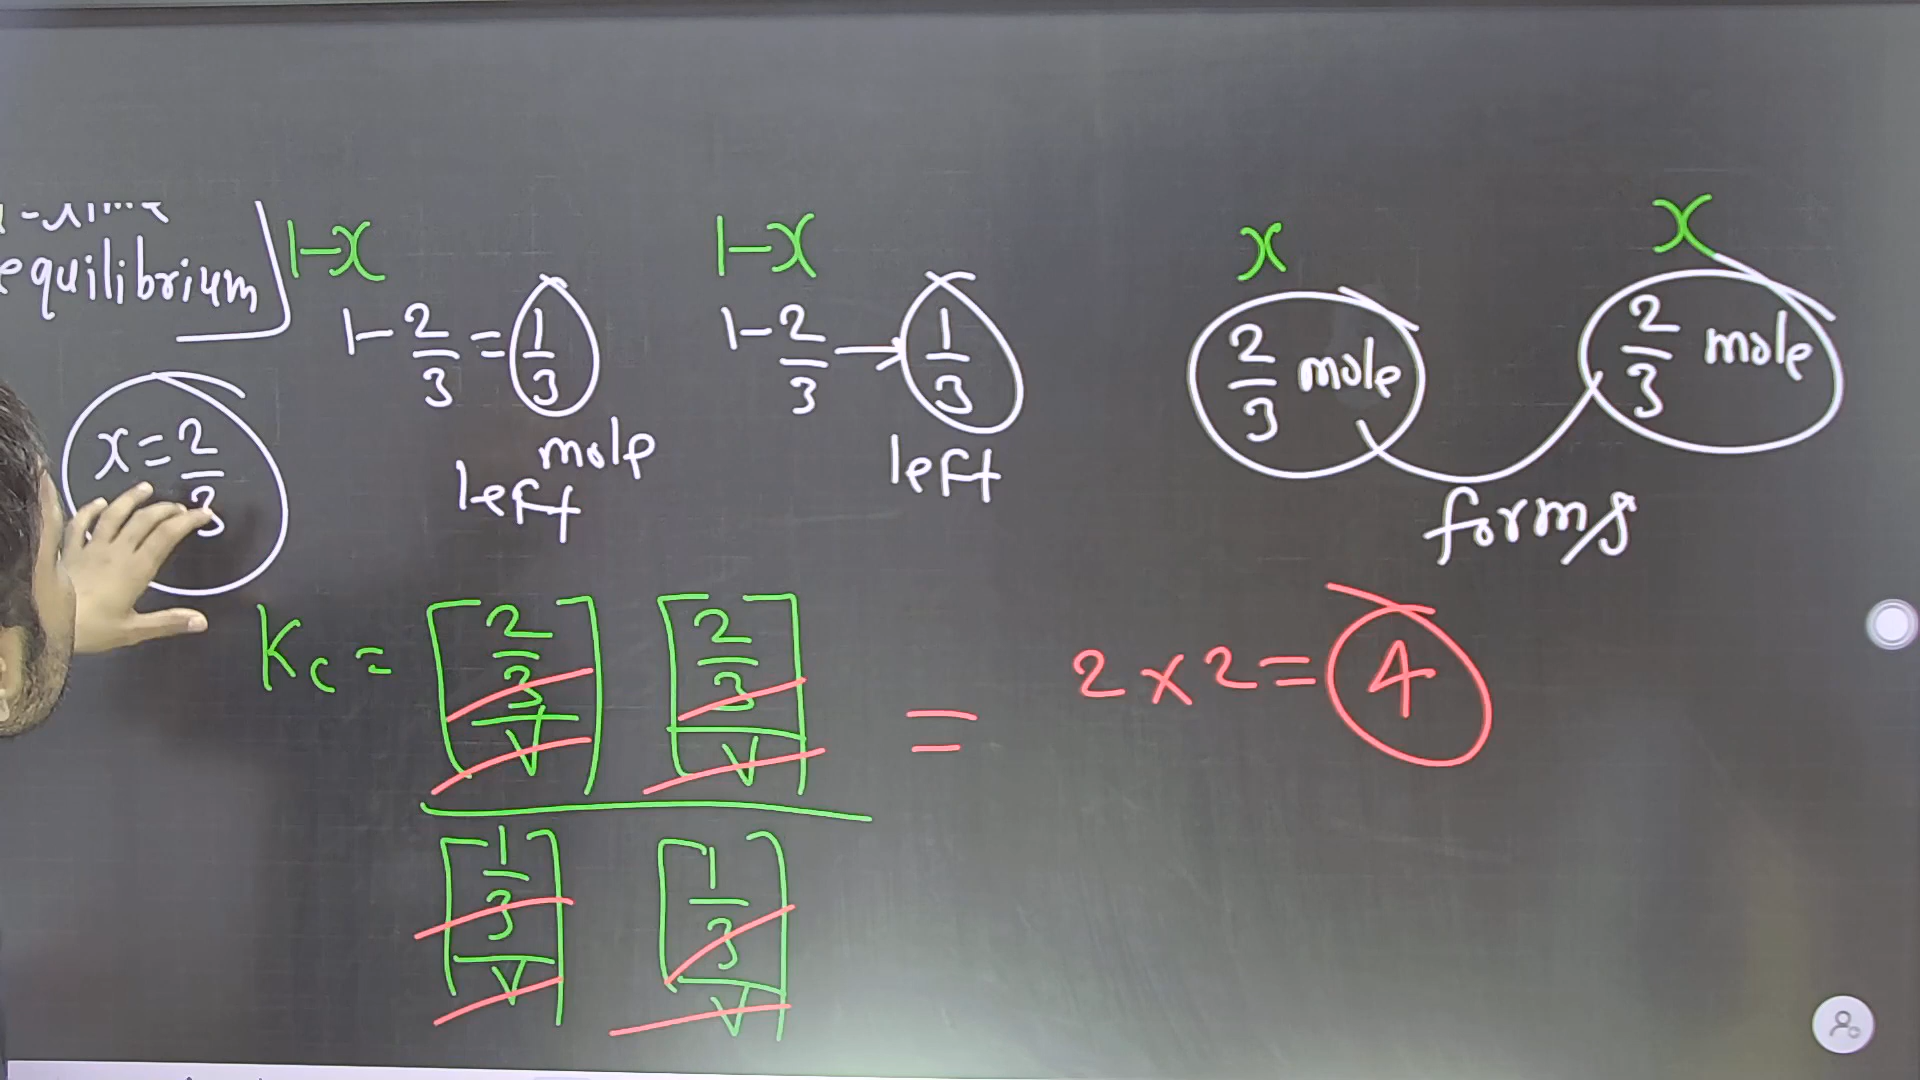 equilibrium
1-x 1-x x x
1-2/3 = 1/3 1-2/3 → 1/3 2/3 mole 2/3 mole
x = 2/3
mole
left left
forms
Kc = [2/3/V] [2/3/V] / [1/3/V] [1/3/V] = 2 x 2 = 4